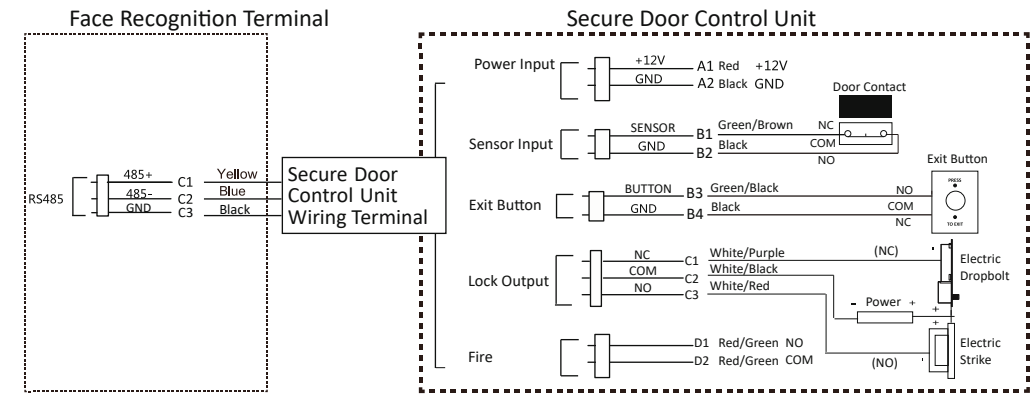 Face Recognition Terminal
Secure Door Control Unit
RS485
485+ C1 Yellow
485- C2 Blue
GND C3 Black
Secure Door
Control Unit
Wiring Terminal
Power Input
+12V A1 Red +12V
GND A2 Black GND
Door Contact
Sensor Input
SENSOR B1 Green/Brown NC
GND B2 Black COM
NO
Exit Button
Exit Button
BUTTON B3 Green/Black NO
GND B4 Black COM
NC
PRESS
TO EXIT
Lock Output
NC C1 White/Purple (NC)
COM C2 White/Black
NO C3 White/Red
-
Electric
Dropbolt
- Power +
+
+
-
Electric
Strike
(NO)
Fire
D1 Red/Green NO
D2 Red/Green COM